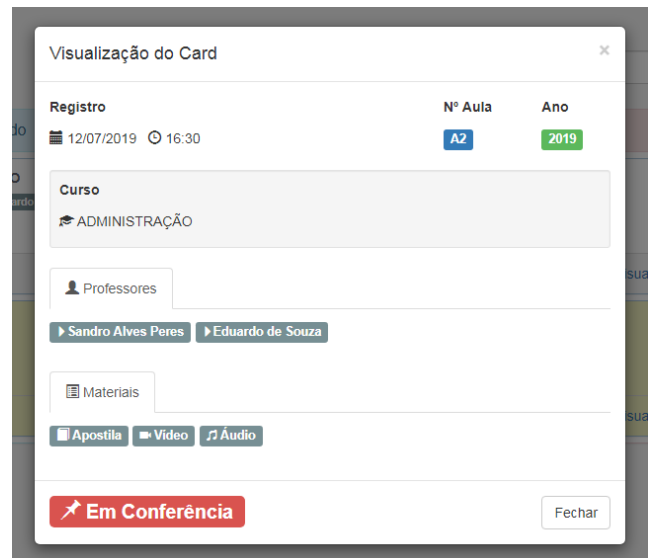 Visualização do Card ×
Registro Nº Aula Ano
12/07/2019 16:30 A2 2019
Curso
ADMINISTRAÇÃO
Professores
Sandro Alves Peres Eduardo de Souza
Materiais
Apostila Video Áudio
Em Conferência Fechar